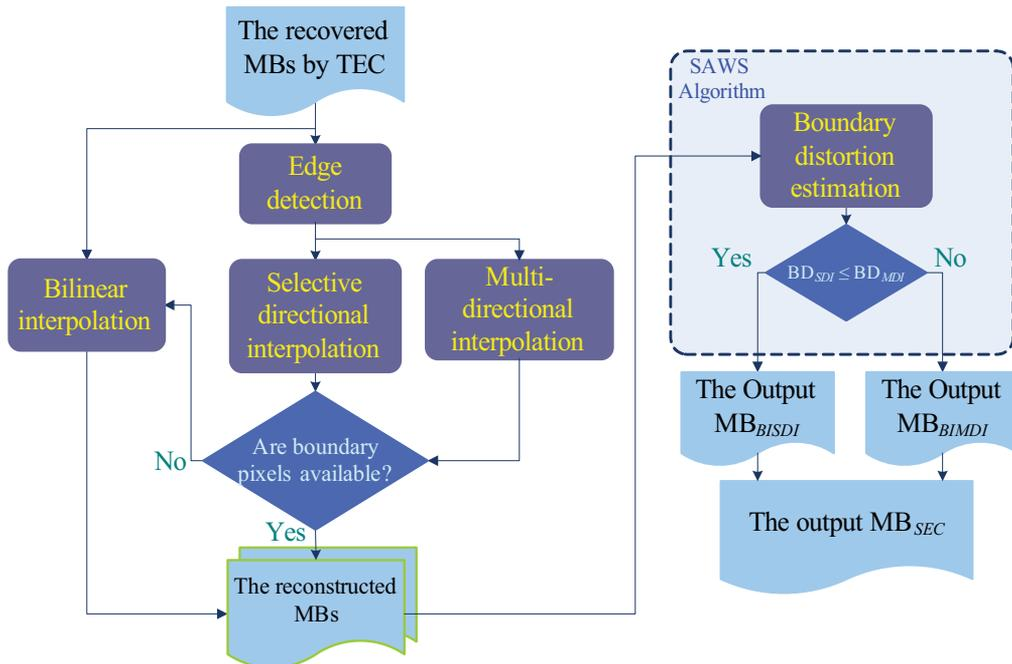 The recovered
MBs by TEC
Edge
detection
Bilinear
interpolation
Selective
directional
interpolation
Multi-
directional
interpolation
Are boundary
pixels available?
No
Yes
The reconstructed
MBs
SAWS
Algorithm
Boundary
distortion
estimation
Yes
BD_SDI ≤ BD_MDI
No
The Output
MB_BISDI
The Output
MB_BIMDI
The output MB_SEC